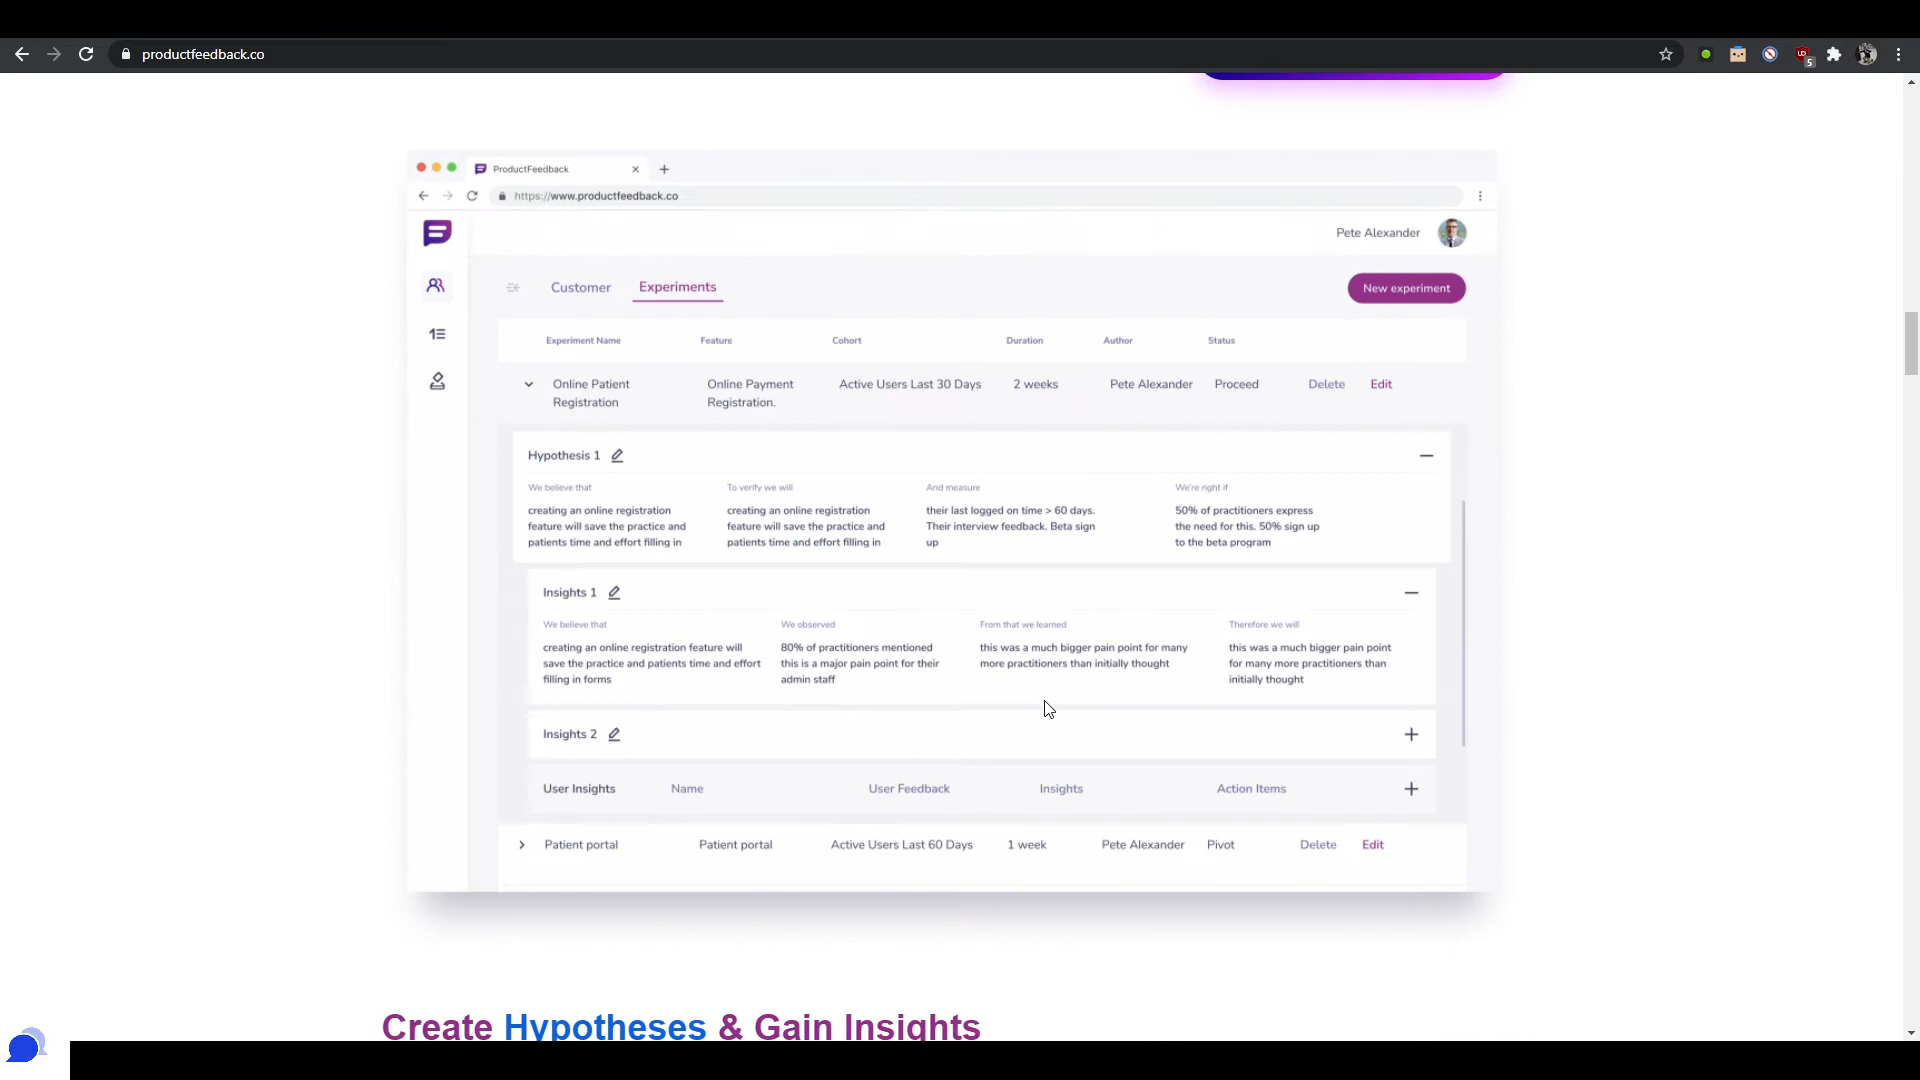 productfeedback.co
5
ProductFeedback
https://www.productfeedback.co
Pete Alexander
Customer Experiments New experiment
Experiment Name Feature Cohort Duration Author Status
Online Patient Online Payment Active Users Last 30 Days 2 weeks Pete Alexander Proceed Delete Edit
Registration Registration.
Hypothesis 1
We believe that To verify we will And measure We're right if
creating an online registration creating an online registration their last logged on time > 60 days. 50% of practitioners express
feature will save the practice and feature will save the practice and Their interview feedback. Beta sign the need for this. 50% sign up
patients time and effort filling in patients time and effort filling in up to the beta program
Insights 1
We believe that We observed From that we learned Therefore we will
creating an online registration feature will 80% of practitioners mentioned this was a much bigger pain point for many this was a much bigger pain point
save the practice and patients time and effort this is a major pain point for their more practitioners than initially thought for many more practitioners than
filling in forms admin staff initially thought
Insights 2
User Insights Name User Feedback Insights Action Items
Patient portal Patient portal Active Users Last 60 Days 1 week Pete Alexander Pivot Delete Edit
Create Hypotheses & Gain Insights